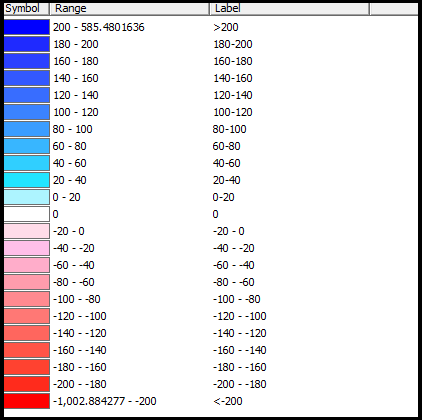 Symbol Range Label
200 - 585.4801636 >200
180 - 200 180-200
160 - 180 160-180
140 - 160 140-160
120 - 140 120-140
100 - 120 100-120
80 - 100 80-100
60 - 80 60-80
40 - 60 40-60
20 - 40 20-40
0 - 20 0-20
0 0
-20 - 0 -20 - 0
-40 - -20 -40 - -20
-60 - -40 -60 - -40
-80 - -60 -80 - -60
-100 - -80 -100 - -80
-120 - -100 -120 - -100
-140 - -120 -140 - -120
-160 - -140 -160 - -140
-180 - -160 -180 - -160
-200 - -180 -200 - -180
-1,002.884277 - -200 <-200